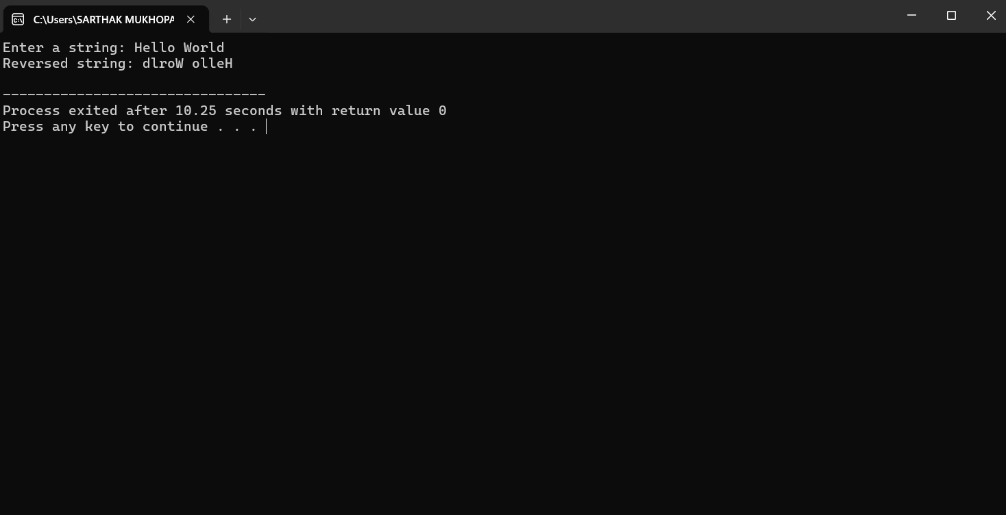 C:\Users\SARTHAK MUKHOPA
Enter a string: Hello World
Reversed string: dlroW olleH
--------------------------------
Process exited after 10.25 seconds with return value 0
Press any key to continue . . .